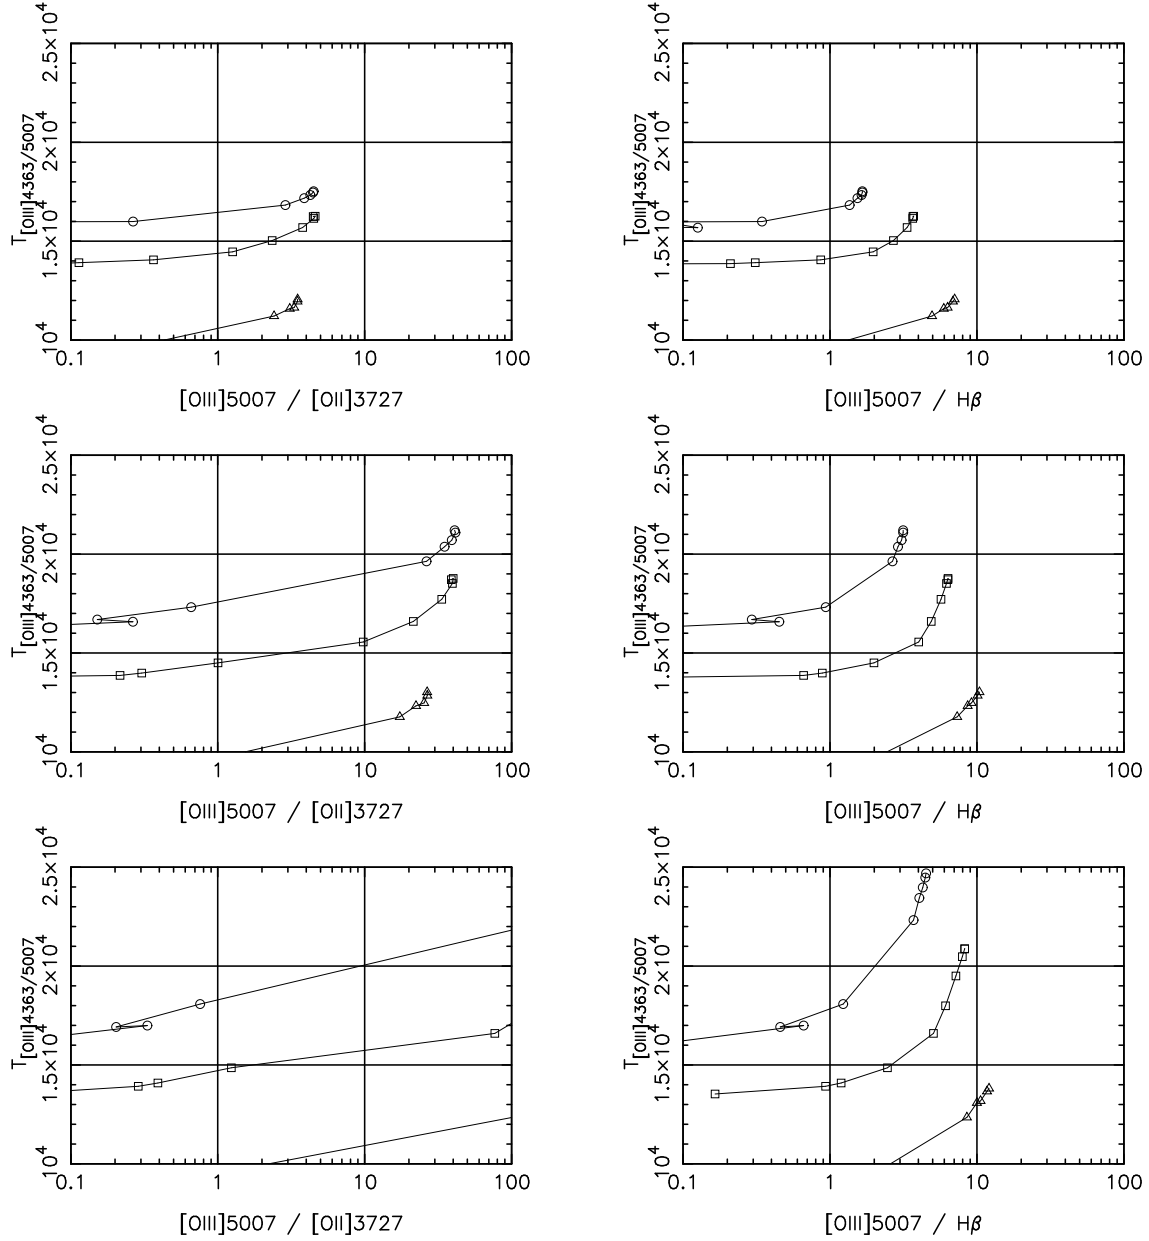 2.5×10⁴ 2.5×10⁴
2×10⁴ 2×10⁴
T[OIII]4363/5007 T[OIII]4363/5007
1.5×10⁴ 1.5×10⁴
10⁴ 10⁴
0.1 1 10 100 0.1 1 10 100
[OIII]5007 / [OII]3727 [OIII]5007 / Hβ
2.5×10⁴ 2.5×10⁴
2×10⁴ 2×10⁴
T[OIII]4363/5007 T[OIII]4363/5007
1.5×10⁴ 1.5×10⁴
10⁴ 10⁴
0.1 1 10 100 0.1 1 10 100
[OIII]5007 / [OII]3727 [OIII]5007 / Hβ
2.5×10⁴ 2.5×10⁴
2×10⁴ 2×10⁴
T[OIII]4363/5007 T[OIII]4363/5007
1.5×10⁴ 1.5×10⁴
10⁴ 10⁴
0.1 1 10 100 0.1 1 10 100
[OIII]5007 / [OII]3727 [OIII]5007 / Hβ